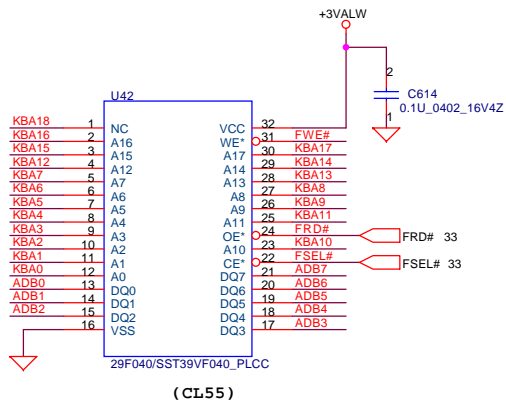 +3VALW
2
C614
0.1U_0402_16V4Z
1
U42
KBA18 1 NC VCC 32
KBA16 2 A16 WE* 31 FWE#
KBA15 3 A15 A17 30 KBA17
KBA12 4 A12 A14 29 KBA14
KBA7 5 A7 A13 28 KBA13
KBA6 6 A6 A8 27 KBA8
KBA5 7 A5 A9 26 KBA9
KBA4 8 A4 A11 25 KBA11
KBA3 9 A3 OE* 24 FRD# FRD# 33
KBA2 10 A2 A10 23 KBA10
KBA1 11 A1 CE* 22 FSEL# FSEL# 33
KBA0 12 A0 DQ7 21 ADB7
ADB0 13 DQ0 DQ6 20 ADB6
ADB1 14 DQ1 DQ5 19 ADB5
ADB2 15 DQ2 DQ4 18 ADB4
16 VSS DQ3 17 ADB3
29F040/SST39VF040_PLCC
(CL55)